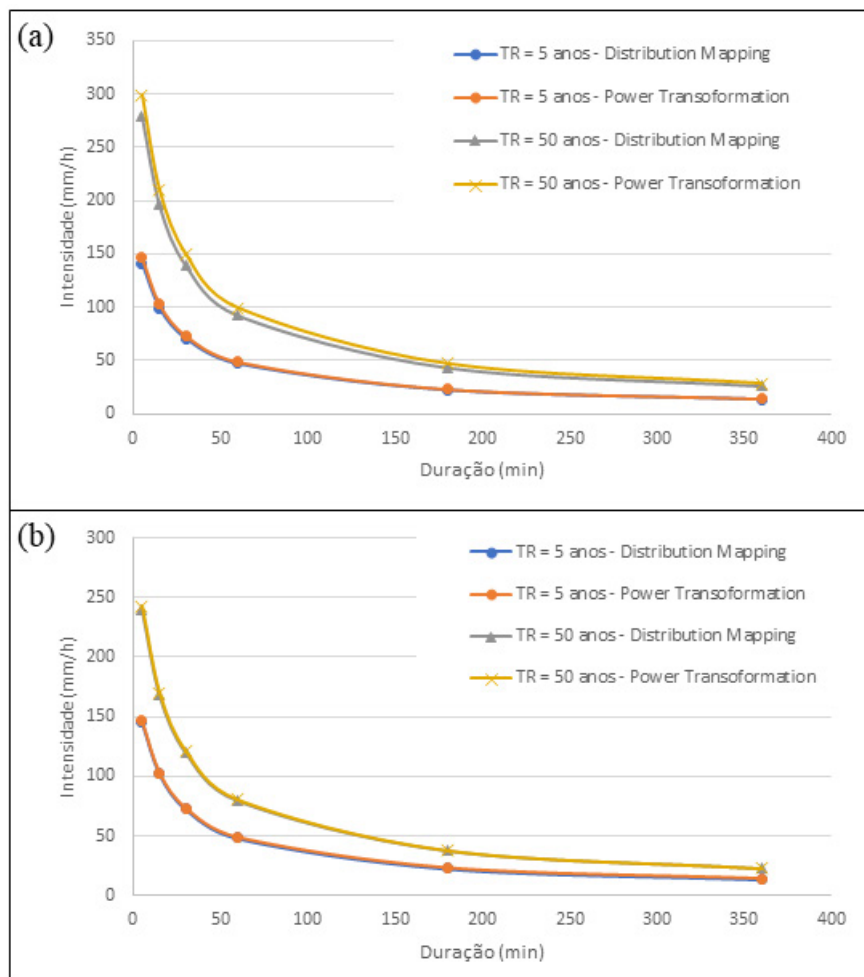 (a)
350
300
250
200
150
100
50
0
Intensidade (mm/h)
TR = 5 anos - Distribution Mapping
TR = 5 anos - Power Transoformation
TR = 50 anos - Distribution Mapping
TR = 50 anos - Power Transoformation
0 50 100 150 200 250 300 350 400
Duração (min)
(b)
300
250
200
150
100
50
0
Intensidade (mm/h)
TR = 5 anos - Distribution Mapping
TR = 5 anos - Power Transoformation
TR = 50 anos - Distribution Mapping
TR = 50 anos - Power Transoformation
0 50 100 150 200 250 300 350 400
Duração (min)